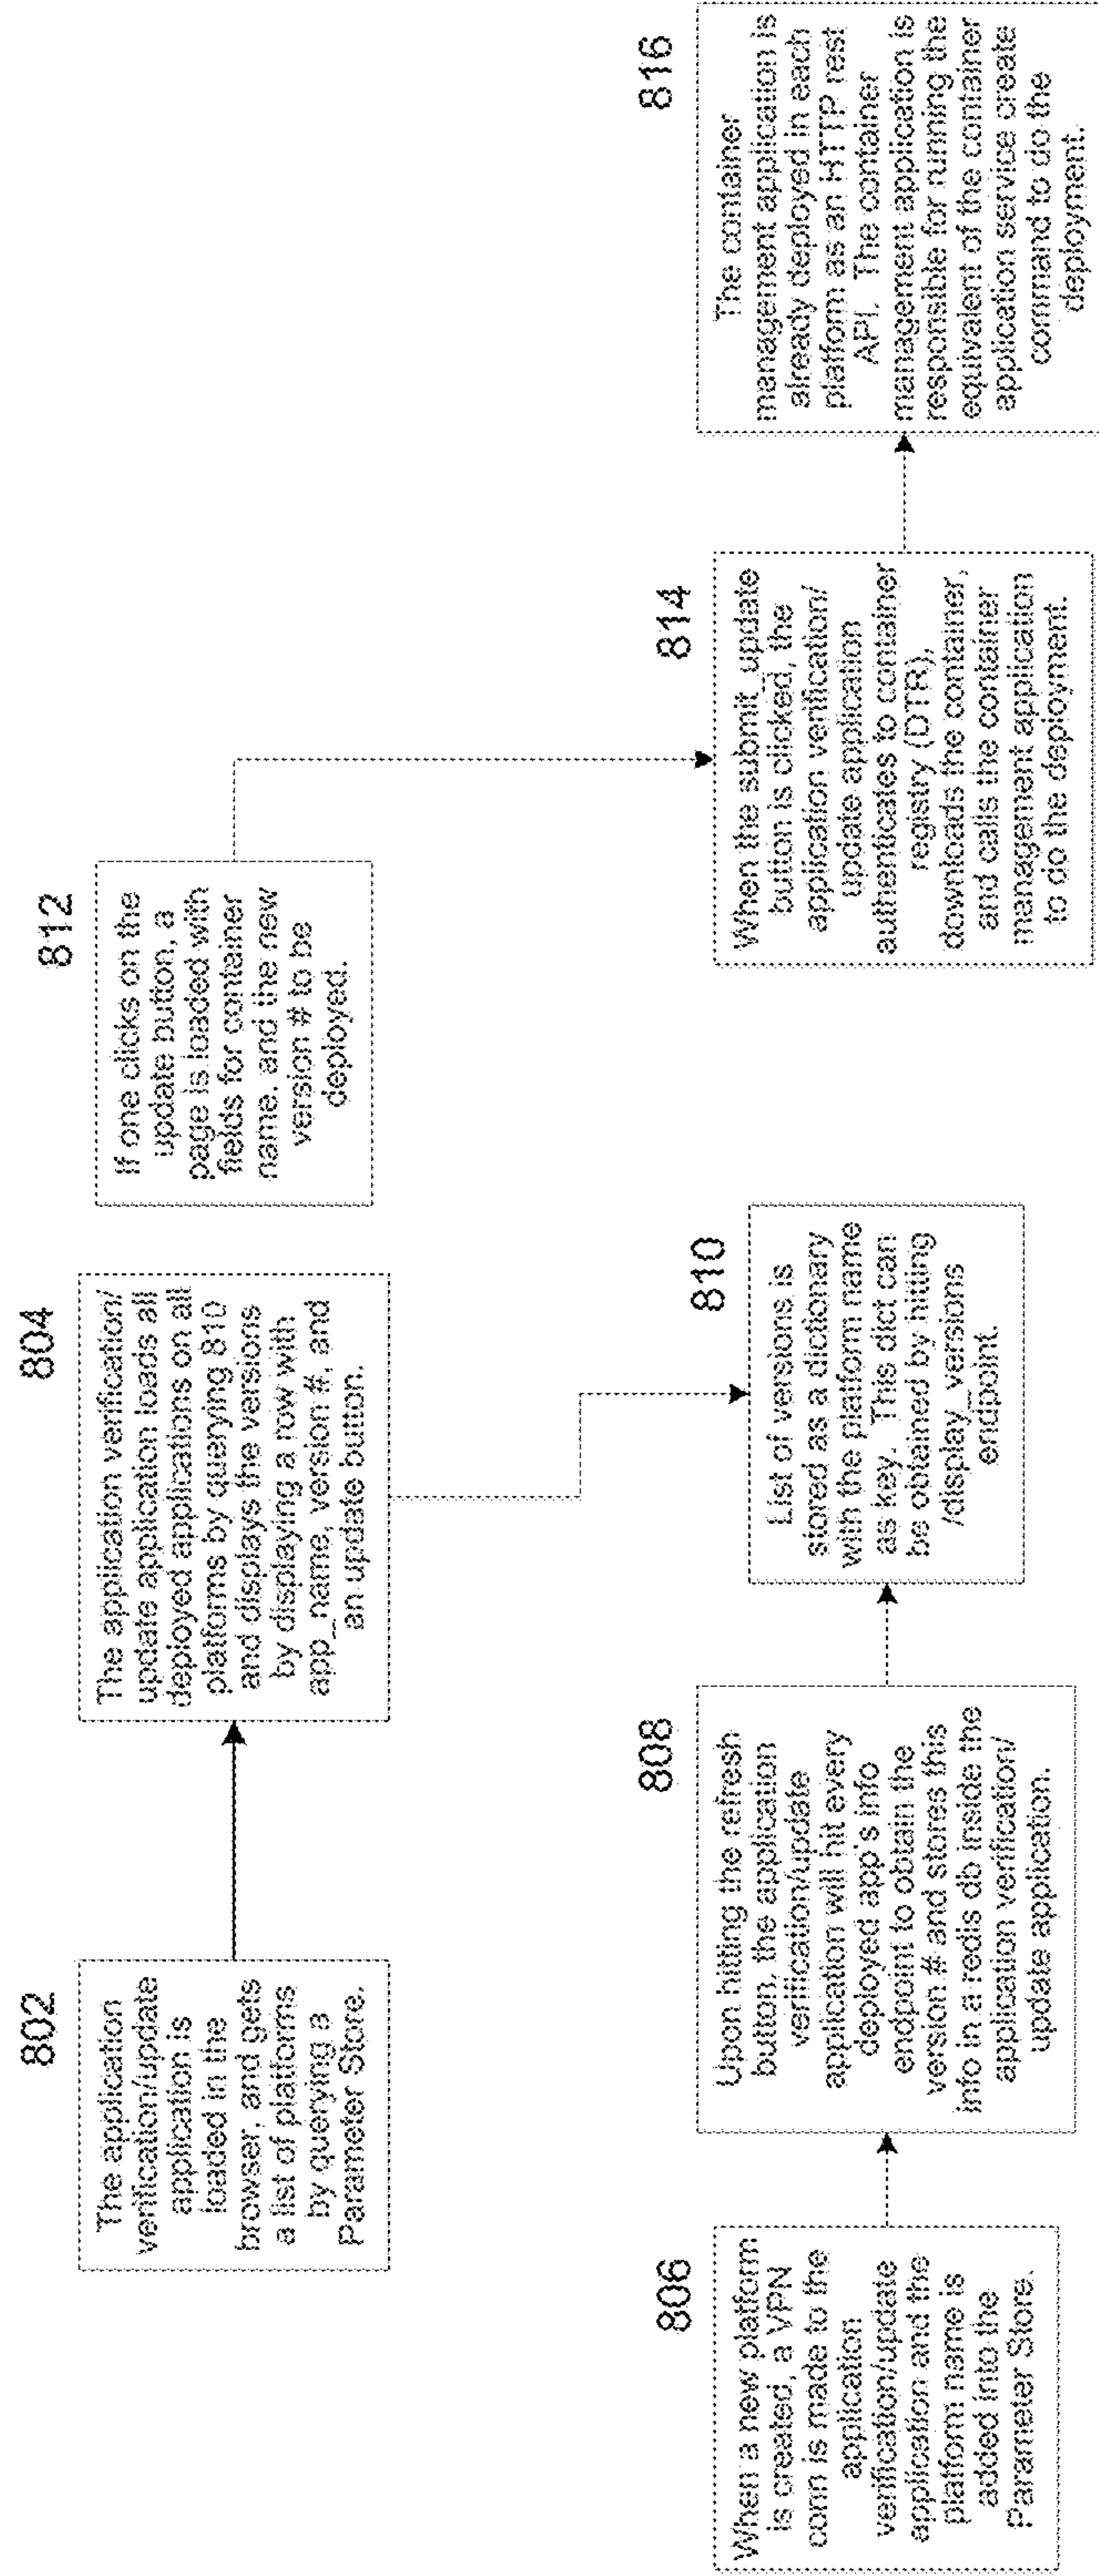 802
The application
verification/update
application is
loaded in the
browser, and gets
a list of platforms
by querying a
Parameter Store.
804
The application verification/
update application loads all
deployed applications on all
platforms by querying 810
and displays the versions
by displaying a row with
app_name, version #, and
an update button.
812
If one clicks on the
update button, a
page is loaded with
fields for container
name. and the new
version # to be
deployed.
806
When a new platform
is created, a VPN
conn is made to the
application
verification/update
application and the
platform name is
added into the
Parameter Store.
808
Upon hitting the refresh
button, the application
verification/update
application will hit every
deployed app's info
endpoint to obtain the
version # and stores this
info in a redis db inside the
application verification/
update application.
810
List of versions is
stored as a dictionary
with the platform name
as key. This dict can
be obtained by hitting
/display_versions
endpoint.
814
When the submit_update
button is clicked, the
application verification/
update application
authenticates to container
registry (DTR),
downloads the container,
and calls the container
management application
to do the deployment.
816
The container
management application is
already deployed in each
platform as an HTTP rest
API. The container
management application is
responsible for running the
equivalent of the container
application service create
command to do the
deployment.